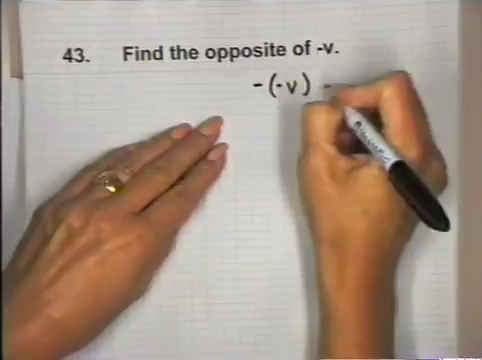 43. Find the opposite of -v.
-(-v) -